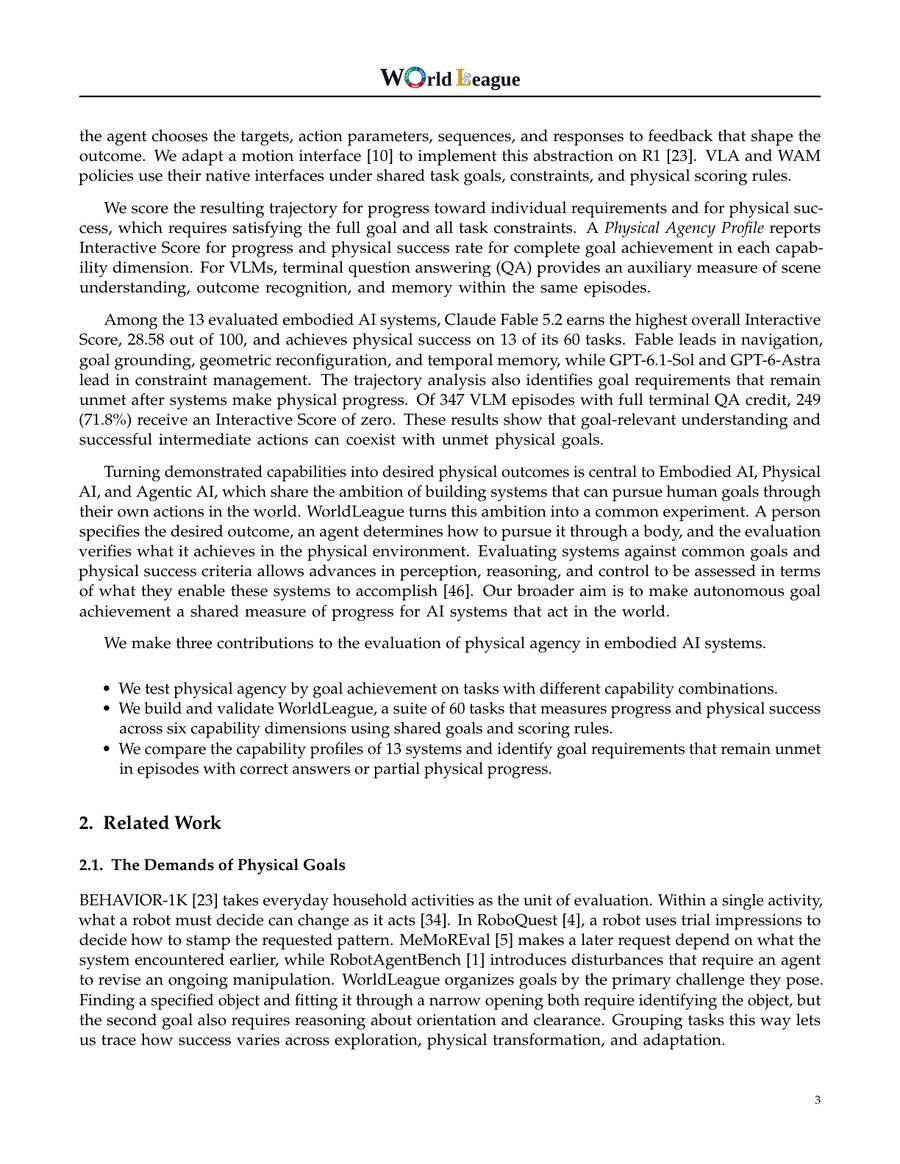 World League
the agent chooses the targets, action parameters, sequences, and responses to feedback that shape the
outcome. We adapt a motion interface [10] to implement this abstraction on R1 [23]. VLA and WAM
policies use their native interfaces under shared task goals, constraints, and physical scoring rules.
We score the resulting trajectory for progress toward individual requirements and for physical suc-
cess, which requires satisfying the full goal and all task constraints. A Physical Agency Profile reports
Interactive Score for progress and physical success rate for complete goal achievement in each capab-
ility dimension. For VLMs, terminal question answering (QA) provides an auxiliary measure of scene
understanding, outcome recognition, and memory within the same episodes.
Among the 13 evaluated embodied AI systems, Claude Fable 5.2 earns the highest overall Interactive
Score, 28.58 out of 100, and achieves physical success on 13 of its 60 tasks. Fable leads in navigation,
goal grounding, geometric reconfiguration, and temporal memory, while GPT-6.1-Sol and GPT-6-Astra
lead in constraint management. The trajectory analysis also identifies goal requirements that remain
unmet after systems make physical progress. Of 347 VLM episodes with full terminal QA credit, 249
(71.8%) receive an Interactive Score of zero. These results show that goal-relevant understanding and
successful intermediate actions can coexist with unmet physical goals.
Turning demonstrated capabilities into desired physical outcomes is central to Embodied AI, Physical
AI, and Agentic AI, which share the ambition of building systems that can pursue human goals through
their own actions in the world. WorldLeague turns this ambition into a common experiment. A person
specifies the desired outcome, an agent determines how to pursue it through a body, and the evaluation
verifies what it achieves in the physical environment. Evaluating systems against common goals and
physical success criteria allows advances in perception, reasoning, and control to be assessed in terms
of what they enable these systems to accomplish [46]. Our broader aim is to make autonomous goal
achievement a shared measure of progress for AI systems that act in the world.
We make three contributions to the evaluation of physical agency in embodied AI systems.
• We test physical agency by goal achievement on tasks with different capability combinations.
• We build and validate WorldLeague, a suite of 60 tasks that measures progress and physical success
across six capability dimensions using shared goals and scoring rules.
• We compare the capability profiles of 13 systems and identify goal requirements that remain unmet
in episodes with correct answers or partial physical progress.
2. Related Work
2.1. The Demands of Physical Goals
BEHAVIOR-1K [23] takes everyday household activities as the unit of evaluation. Within a single activity,
what a robot must decide can change as it acts [34]. In RoboQuest [4], a robot uses trial impressions to
decide how to stamp the requested pattern. MeMoREval [5] makes a later request depend on what the
system encountered earlier, while RobotAgentBench [1] introduces disturbances that require an agent
to revise an ongoing manipulation. WorldLeague organizes goals by the primary challenge they pose.
Finding a specified object and fitting it through a narrow opening both require identifying the object, but
the second goal also requires reasoning about orientation and clearance. Grouping tasks this way lets
us trace how success varies across exploration, physical transformation, and adaptation.
3